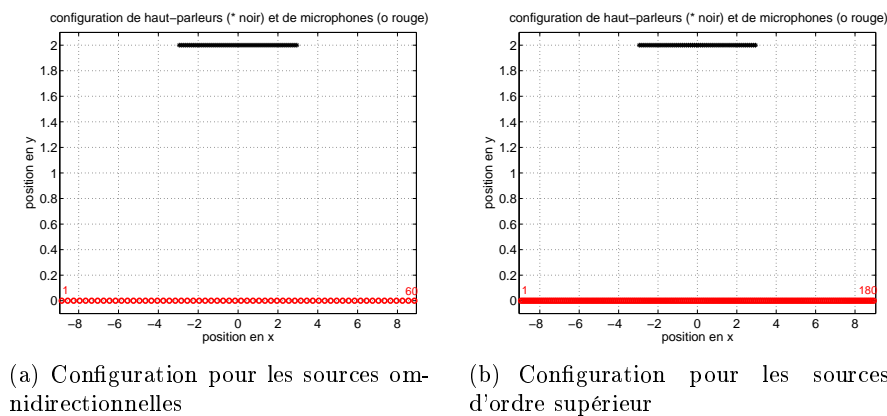 configuration de haut−parleurs (* noir) et de microphones (o rouge)
2
1.8
1.6
1.4
1.2
1
0.8
0.6
0.4
0.2
0
position en y
1
60
−8 −6 −4 −2 0 2 4 6 8
position en x
(a) Configuration pour les sources om-
nidirectionnelles
configuration de haut−parleurs (* noir) et de microphones (o rouge)
2
1.8
1.6
1.4
1.2
1
0.8
0.6
0.4
0.2
0
position en y
1
180
−8 −6 −4 −2 0 2 4 6 8
position en x
(b) Configuration pour les sources
d'ordre supérieur